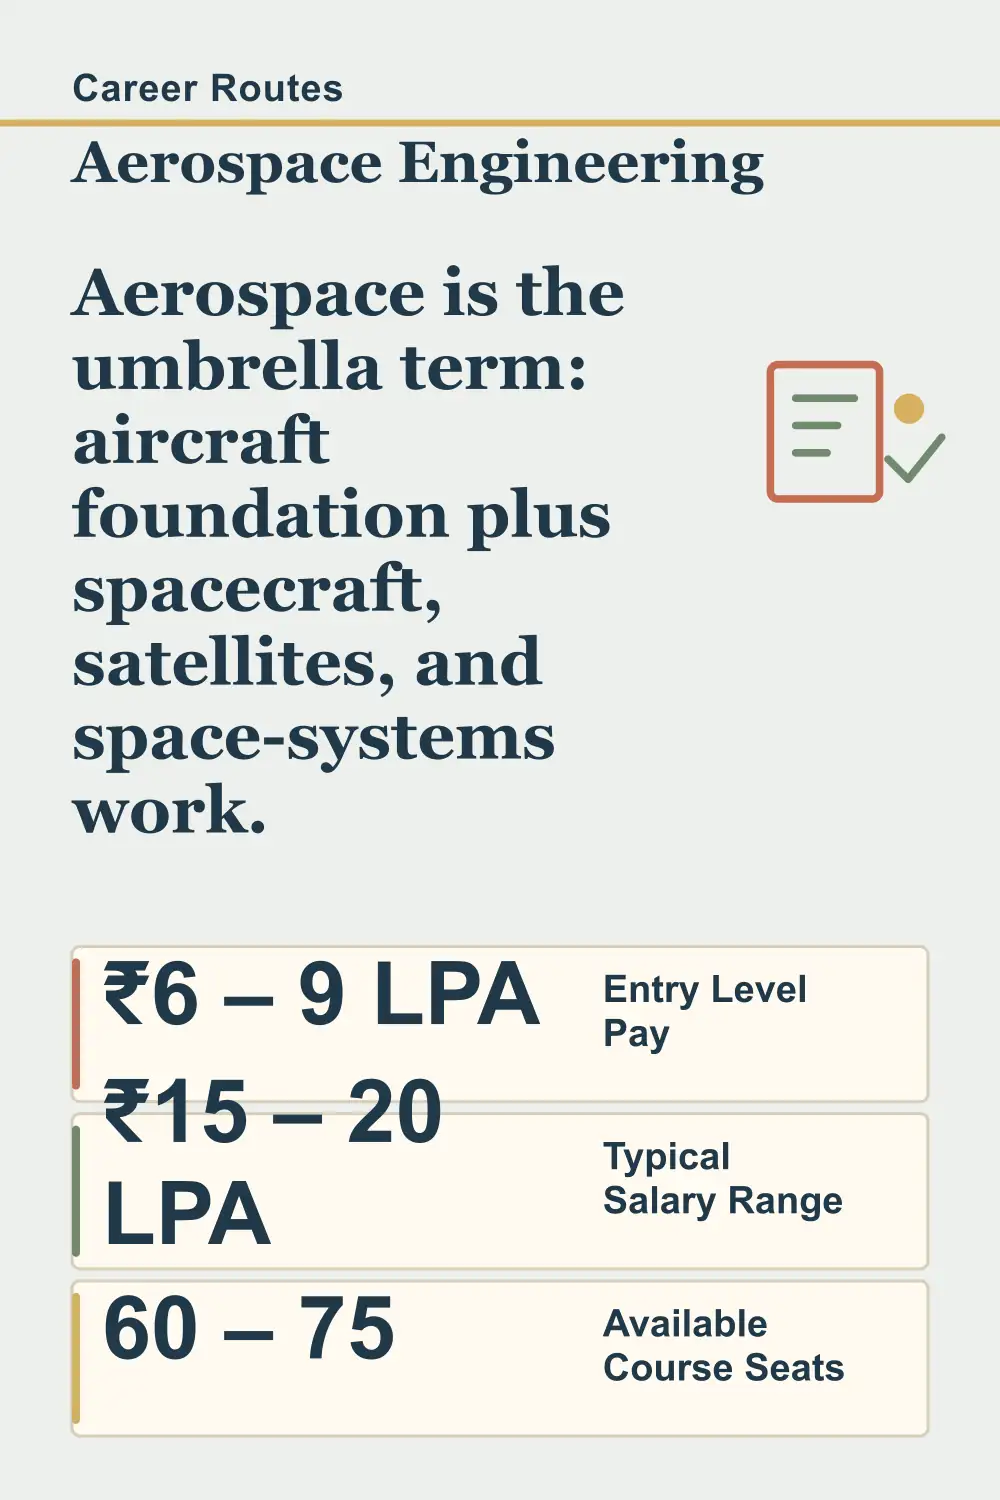 Career Routes
Aerospace Engineering
Aerospace is the
umbrella term:
aircraft
foundation plus
spacecraft,
satellites, and
space-systems
work.
₹6 – 9 LPA
Entry Level
Pay
₹15 – 20
LPA
Typical
Salary Range
60 – 75
Available
Course Seats